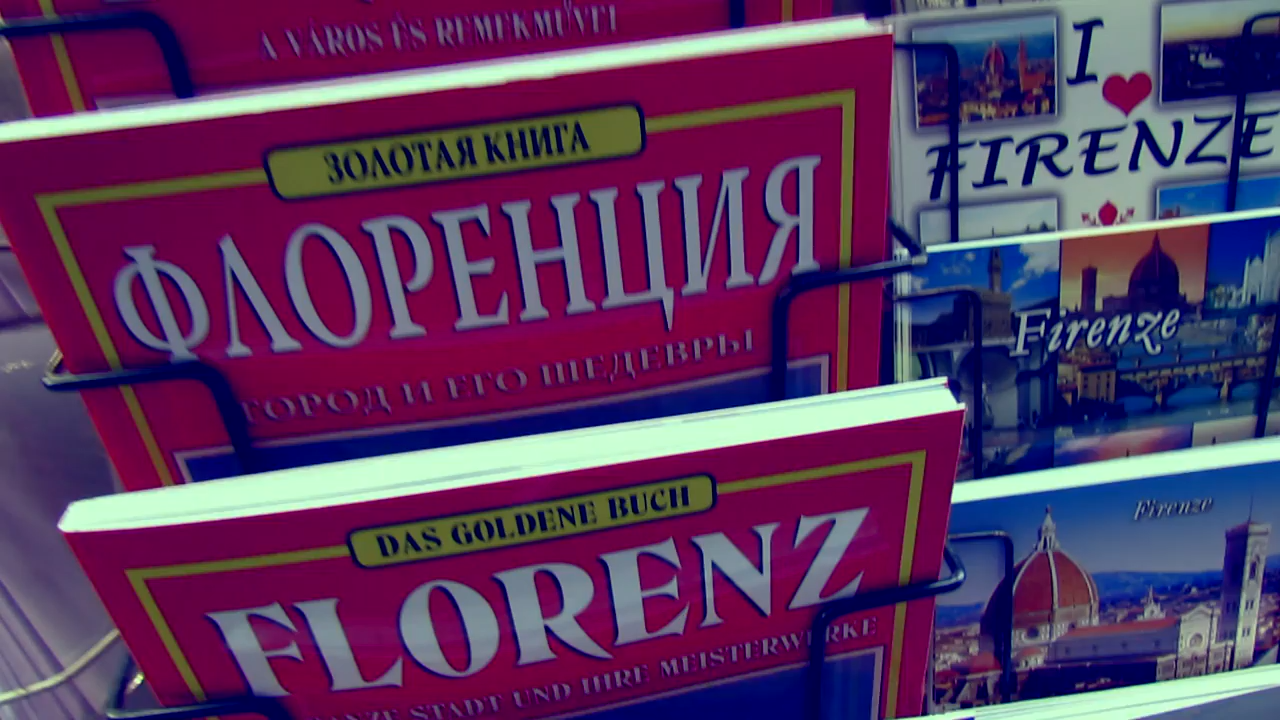 A VÁROS ÉS REMEKMŰVEI
ЗОЛОТАЯ КНИГА
ФЛОРЕНЦИЯ
ГОРОД И ЕГО ШЕДЕВРЫ
DAS GOLDENE BUCH
FLORENZ
STADT UND IHRE MEISTERWERKE
I
FIRENZE
Firenze
Firenze